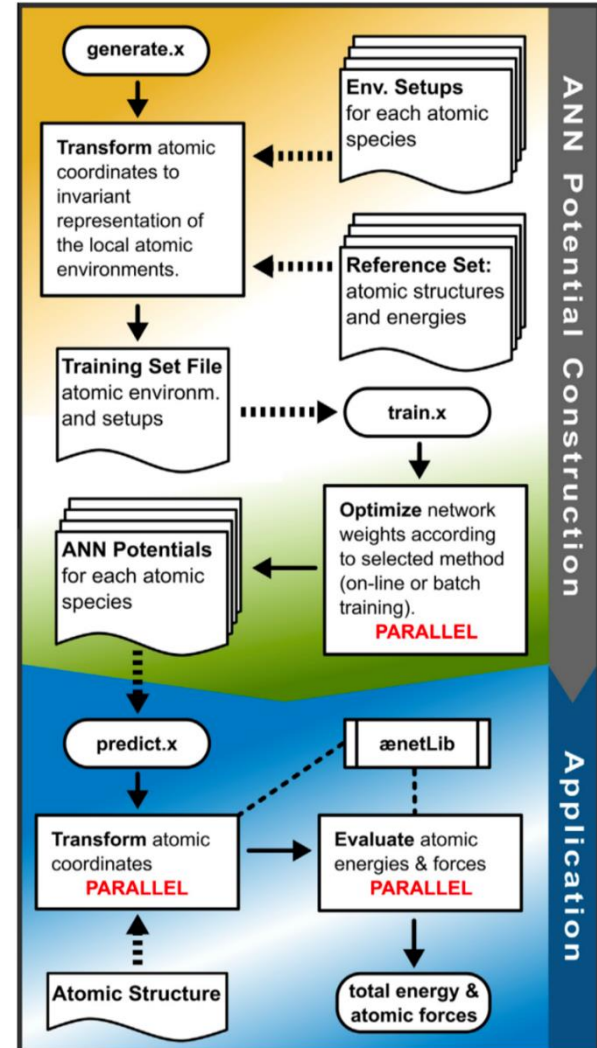 generate.x
Env. Setups
for each atomic
species
Transform atomic
coordinates to
invariant
representation of
the local atomic
environments.
Reference Set:
atomic structures
and energies
Training Set File
atomic environm.
and setups
train.x
Optimize network
weights according
to selected method
(on-line or batch
training).
PARALLEL
ANN Potentials
for each atomic
species
ANN Potential Construction
predict.x
ænetLib
Transform atomic
coordinates
PARALLEL
Evaluate atomic
energies & forces
PARALLEL
Atomic Structure
total energy &
atomic forces
Application